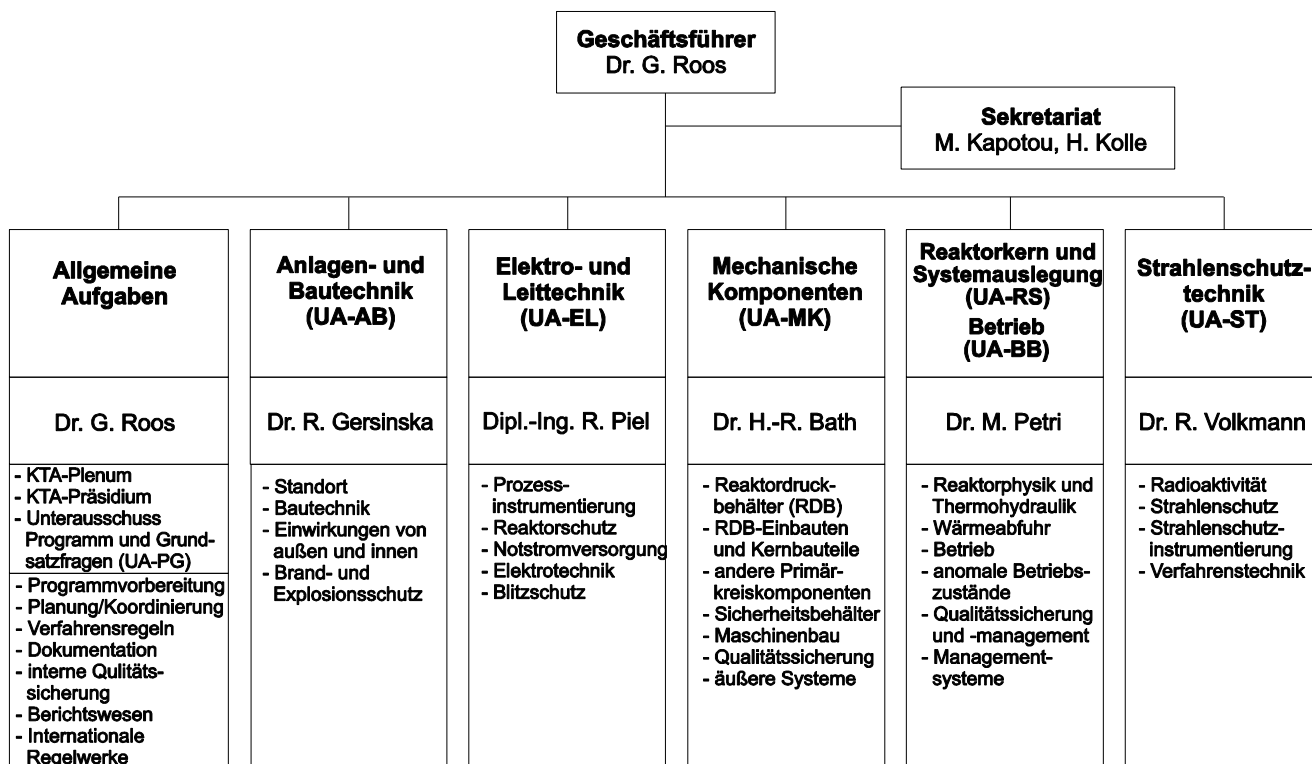 Geschäftsführer
Dr. G. Roos
Sekretariat
M. Kapotou, H. Kolle
Allgemeine
Aufgaben
Dr. G. Roos
- KTA-Plenum
- KTA-Präsidium
- Unterausschuss
Programm und Grund-
satzfragen (UA-PG)
- Programmvorbereitung
- Planung/Koordinierung
- Verfahrensregeln
- Dokumentation
- interne Qulitäts-
sicherung
- Berichtswesen
- Internationale
Regelwerke
Anlagen- und
Bautechnik
(UA-AB)
Dr. R. Gersinska
- Standort
- Bautechnik
- Einwirkungen von
außen und innen
- Brand- und
Explosionsschutz
Elektro- und
Leittechnik
(UA-EL)
Dipl.-Ing. R. Piel
- Prozess-
instrumentierung
- Reaktorschutz
- Notstromversorgung
- Elektrotechnik
- Blitzschutz
Mechanische
Komponenten
(UA-MK)
Dr. H.-R. Bath
- Reaktordruck-
behälter (RDB)
- RDB-Einbauten
und Kernbauteile
- andere Primär-
kreiskomponenten
- Sicherheitsbehälter
- Maschinenbau
- Qualitätssicherung
- äußere Systeme
Reaktorkern und
Systemauslegung
(UA-RS)
Betrieb
(UA-BB)
Dr. M. Petri
- Reaktorphysik und
Thermohydraulik
- Wärmeabfuhr
- Betrieb
- anomale Betriebs-
zustände
- Qualitätssicherung
und -management
- Management-
systeme
Strahlenschutz-
technik
(UA-ST)
Dr. R. Volkmann
- Radioaktivität
- Strahlenschutz
- Strahlenschutz-
instrumentierung
- Verfahrenstechnik